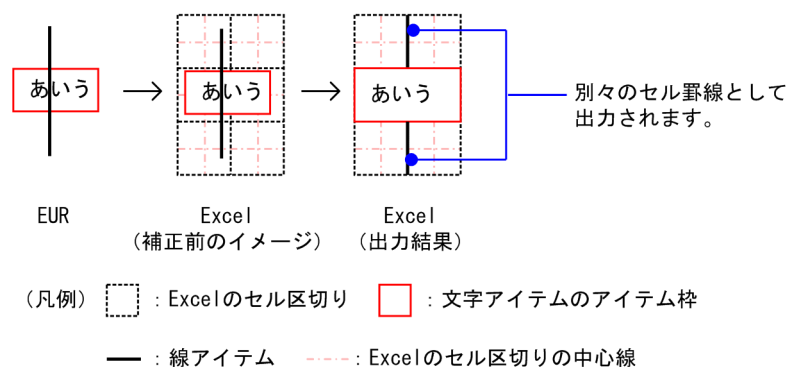 あいう
あいう
あいう
別々のセル罫線として
出力されます。
EUR
Excel
(補正前のイメージ)
Excel
(出力結果)
(凡例)
:Excelのセル区切り
:文字アイテムのアイテム枠
:線アイテム
:Excelのセル区切りの中心線